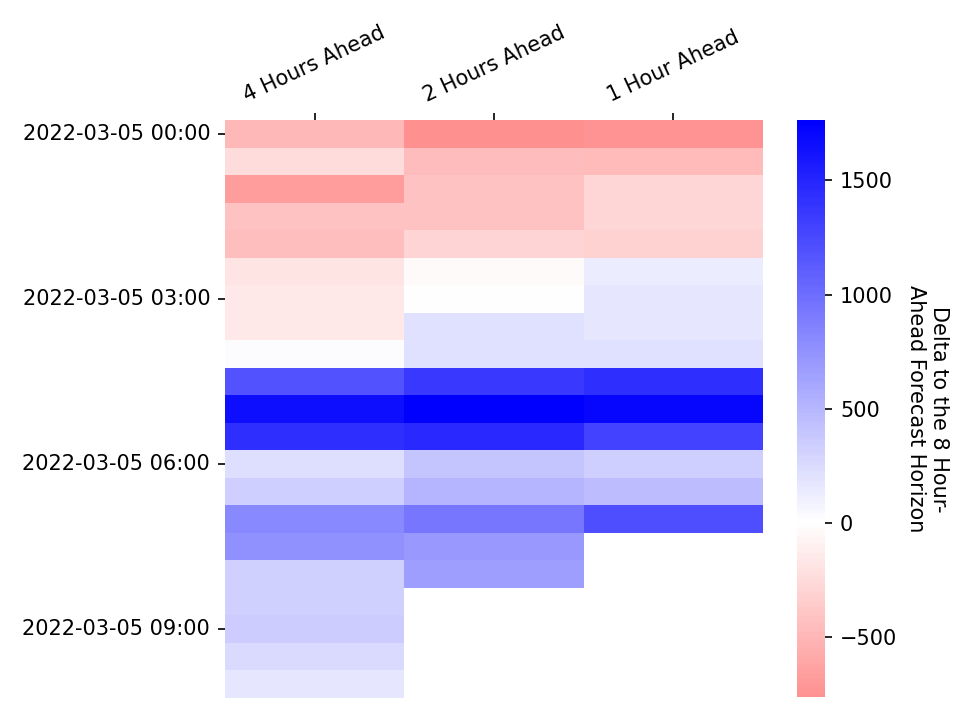 4 Hours Ahead
2 Hours Ahead
1 Hour Ahead
2022-03-05 00:00
2022-03-05 03:00
2022-03-05 06:00
2022-03-05 09:00
1500
1000
500
0
−500
Delta to the 8 Hour-
Ahead Forecast Horizon